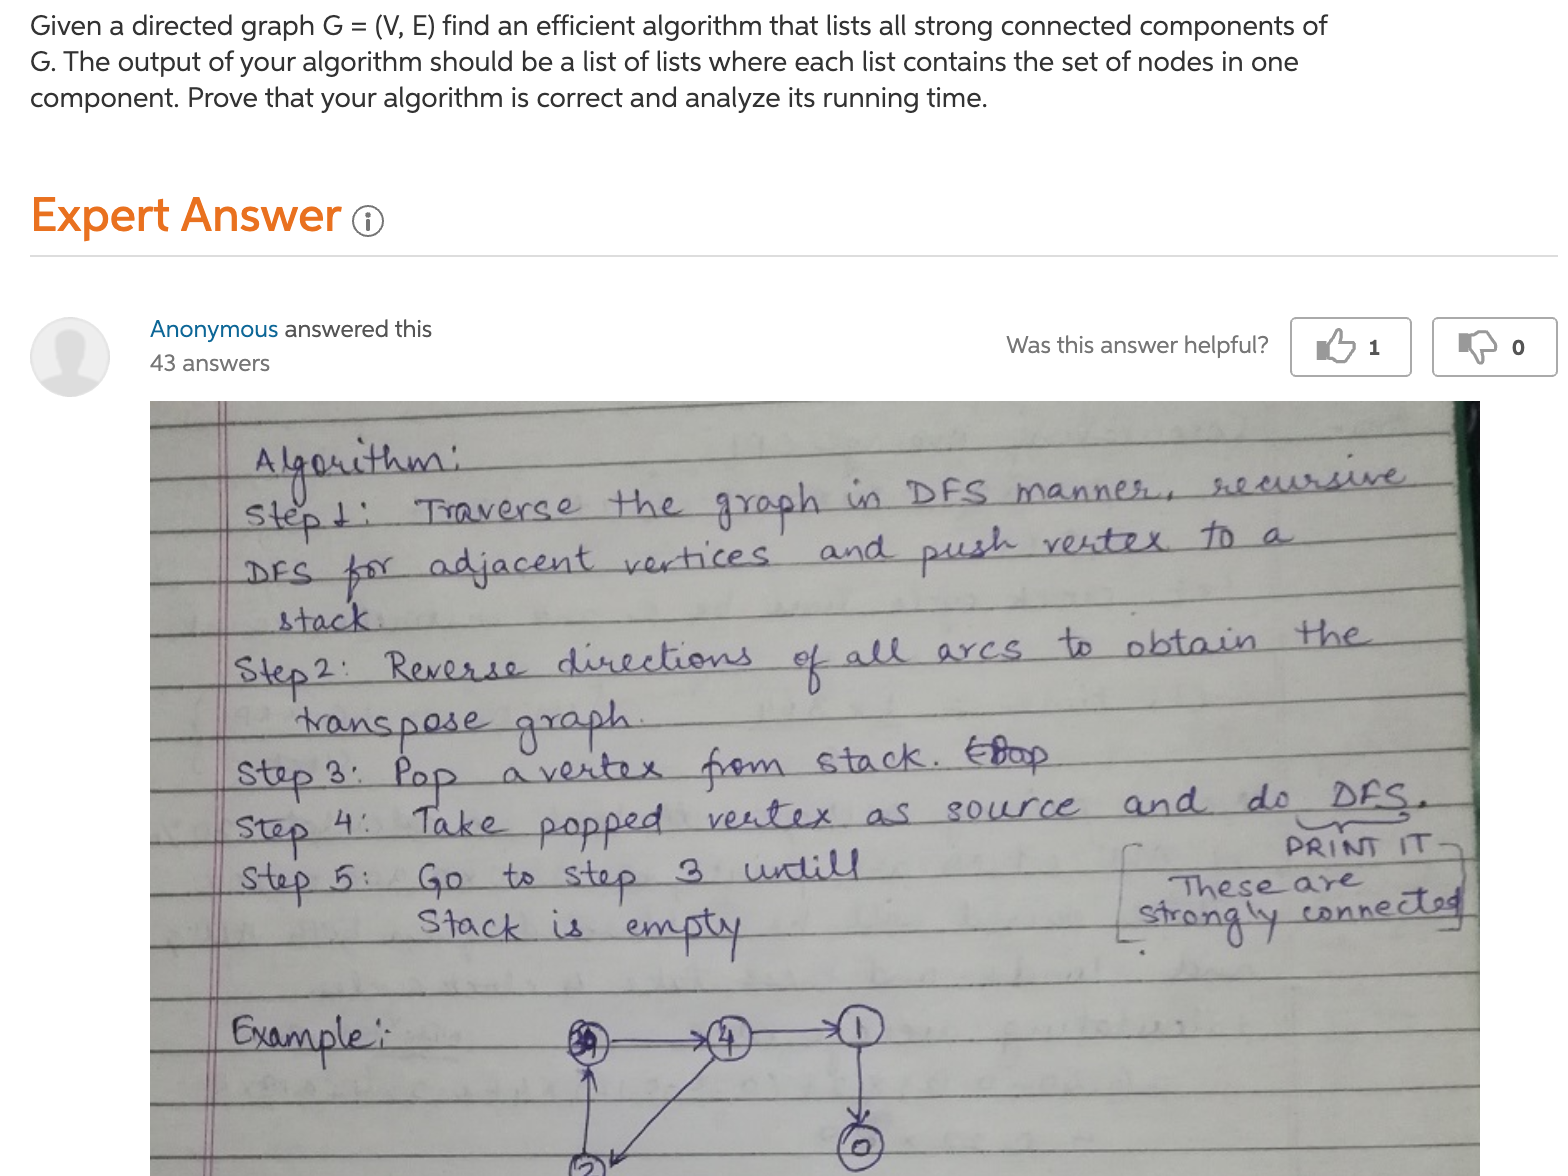 Given a directed graph G = (V, E) find an efficient algorithm that lists all strong connected components of
G. The output of your algorithm should be a list of lists where each list contains the set of nodes in one
component. Prove that your algorithm is correct and analyze its running time.
Expert Answer
Anonymous answered this
43 answers
Was this answer helpful?
1
0
Algorithm:
Step 1: Traverse the graph in DFS manner, recursive
DFS for adjacent vertices and push vertex to a
stack.
Step 2: Reverse directions of all arcs to obtain the
transpose graph.
Step 3: Pop a vertex from stack.
Step 4: Take popped vertex as source and do DFS.
PRINT IT
Step 5: Go to step 3 untill
Stack is empty
These are
strongly connected
Example:-
4
1
2
0